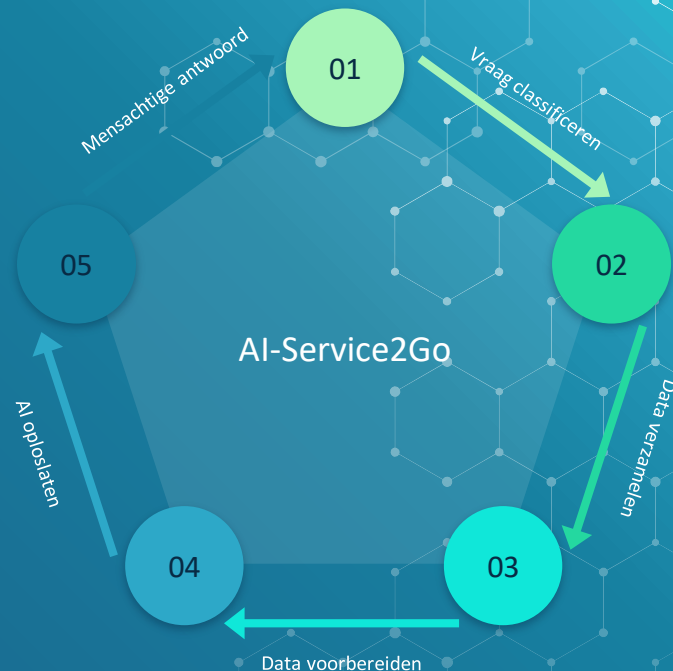 01
Vraag classificeren
02
Data verzamelen
03
Data voorbereiden
04
AI oploslaten
05
Mensachtige antwoord
AI-Service2Go